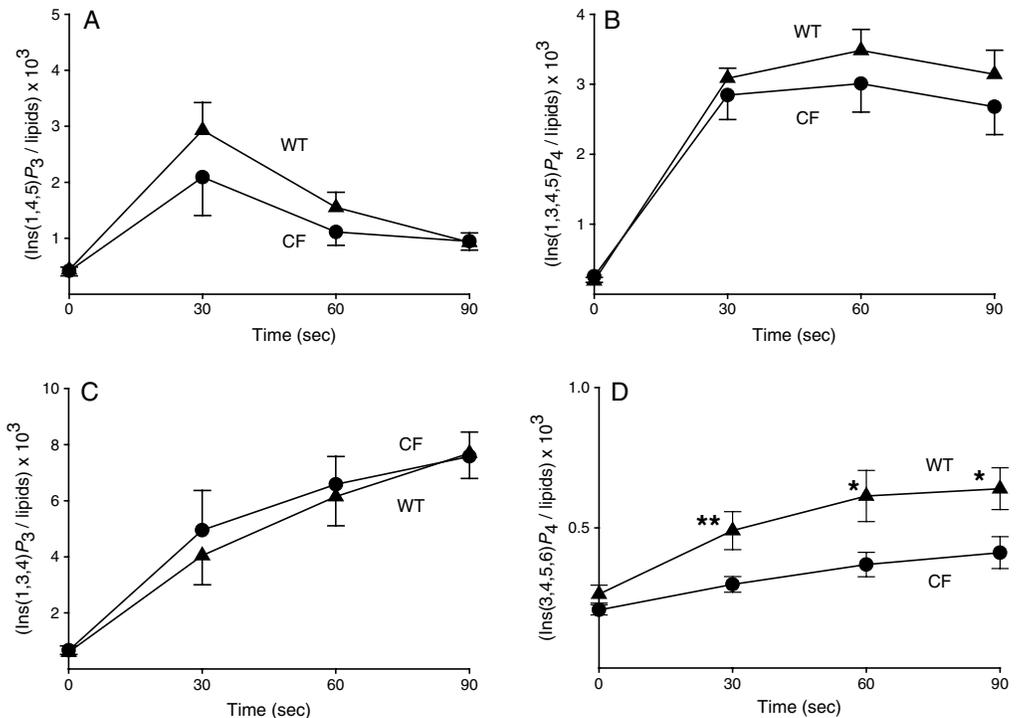 A
(Ins(1,4,5)P3 / lipids) x 10^3
5
4
3
2
1
WT
CF
0 30 60 90
Time (sec)
B
(Ins(1,3,4,5)P4 / lipids) x 10^3
4
3
2
1
WT
CF
0 30 60 90
Time (sec)
C
(Ins(1,3,4)P3 / lipids) x 10^3
10
8
6
4
2
CF
WT
0 30 60 90
Time (sec)
D
(Ins(3,4,5,6)P4 / lipids) x 10^3
1.0
0.5
**
*
*
WT
CF
0 30 60 90
Time (sec)